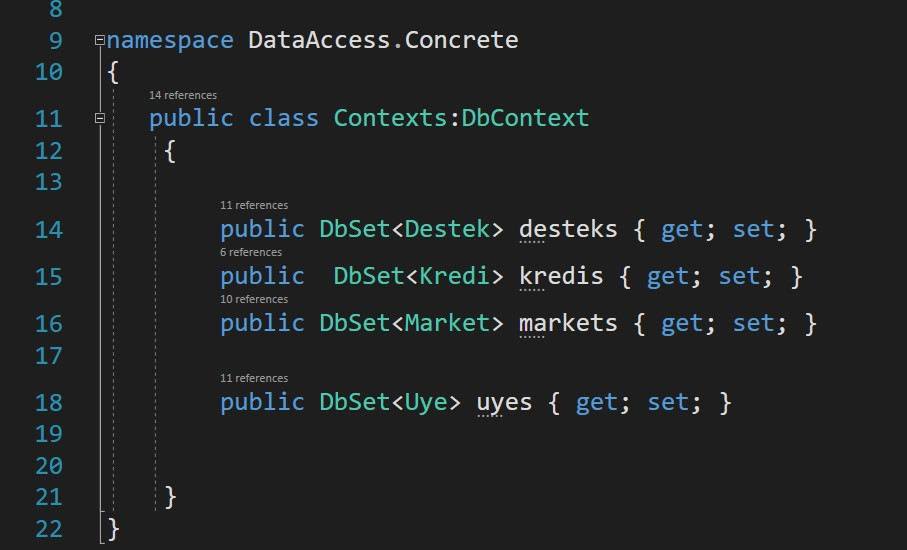 8
9 namespace DataAccess.Concrete
10 {
14 references
11 public class Contexts:DbContext
12 {
13
11 references
14 public DbSet<Destek> desteks { get; set; }
6 references
15 public  DbSet<Kredi> kredis { get; set; }
10 references
16 public DbSet<Market> markets { get; set; }
17
11 references
18 public DbSet<Uye> uyes { get; set; }
19
20
21 }
22 }